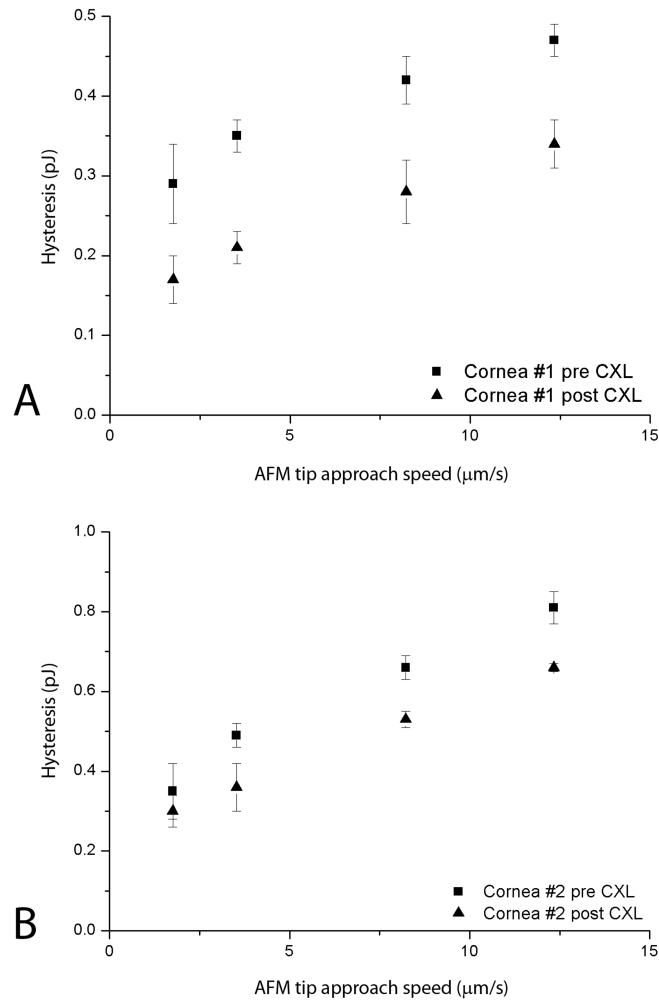 0.5
0.4
0.3
0.2
0.1
0.0
Hysteresis (pJ)
A
Cornea #1 pre CXL
Cornea #1 post CXL
0 5 10 15
AFM tip approach speed (μm/s)
1.0
0.8
0.6
0.4
0.2
0.0
Hysteresis (pJ)
B
Cornea #2 pre CXL
Cornea #2 post CXL
0 5 10 15
AFM tip approach speed (μm/s)